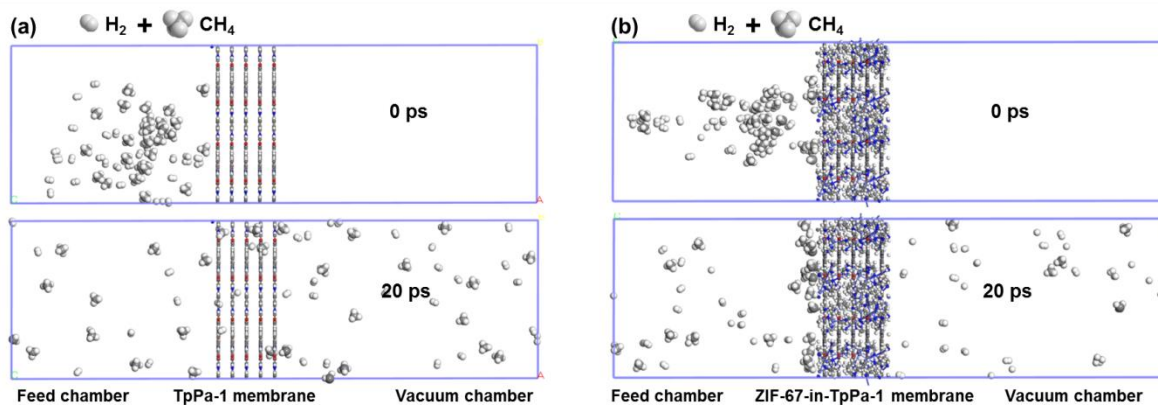 (a) H₂ + CH₄
0 ps
20 ps
A
Feed chamber TpPa-1 membrane Vacuum chamber
(b) H₂ + CH₄
0 ps
20 ps
Feed chamber ZIF-67-in-TpPa-1 membrane Vacuum chamber